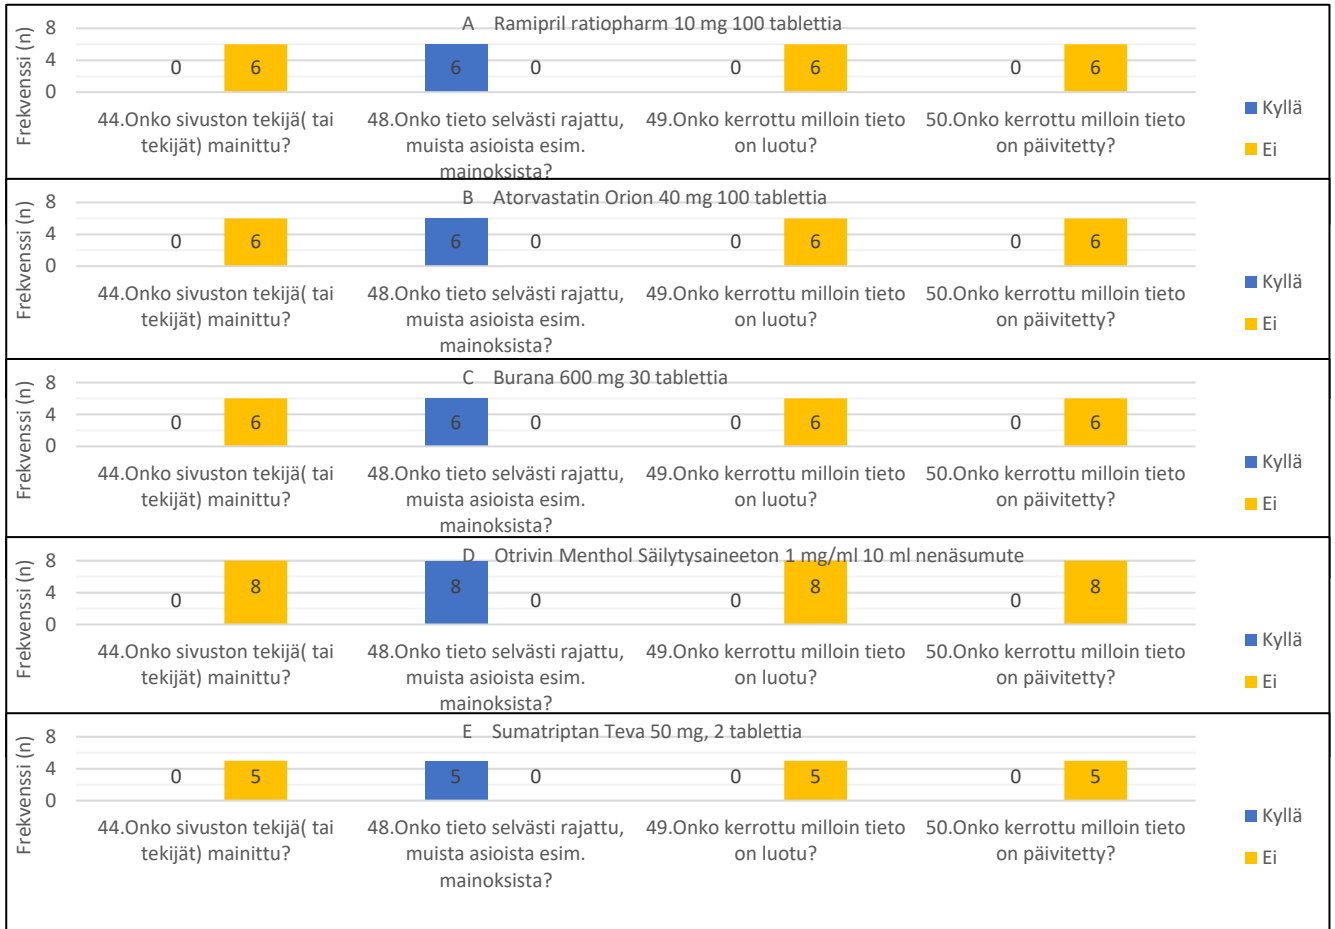 A Ramipril ratiopharm 10 mg 100 tablettia
Frekvenssi (n)
8
4
0
0 6 6 0 0 6 0 6
44.Onko sivuston tekijä( tai 48.Onko tieto selvästi rajattu, 49.Onko kerrottu milloin tieto 50.Onko kerrottu milloin tieto
tekijät) mainittu? muista asioista esim. on luotu? on päivitetty?
mainoksista?
Kyllä
Ei
B Atorvastatin Orion 40 mg 100 tablettia
Frekvenssi (n)
8
4
0
0 6 6 0 0 6 0 6
44.Onko sivuston tekijä( tai 48.Onko tieto selvästi rajattu, 49.Onko kerrottu milloin tieto 50.Onko kerrottu milloin tieto
tekijät) mainittu? muista asioista esim. on luotu? on päivitetty?
mainoksista?
Kyllä
Ei
C Burana 600 mg 30 tablettia
Frekvenssi (n)
8
4
0
0 6 6 0 0 6 0 6
44.Onko sivuston tekijä( tai 48.Onko tieto selvästi rajattu, 49.Onko kerrottu milloin tieto 50.Onko kerrottu milloin tieto
tekijät) mainittu? muista asioista esim. on luotu? on päivitetty?
mainoksista?
Kyllä
Ei
D Otrivin Menthol Säilytysaineeton 1 mg/ml 10 ml nenäsumute
Frekvenssi (n)
8
4
0
0 8 8 0 0 8 0 8
44.Onko sivuston tekijä( tai 48.Onko tieto selvästi rajattu, 49.Onko kerrottu milloin tieto 50.Onko kerrottu milloin tieto
tekijät) mainittu? muista asioista esim. on luotu? on päivitetty?
mainoksista?
Kyllä
Ei
E Sumatriptan Teva 50 mg, 2 tablettia
Frekvenssi (n)
8
4
0
0 5 5 0 0 5 0 5
44.Onko sivuston tekijä( tai 48.Onko tieto selvästi rajattu, 49.Onko kerrottu milloin tieto 50.Onko kerrottu milloin tieto
tekijät) mainittu? muista asioista esim. on luotu? on päivitetty?
mainoksista?
Kyllä
Ei